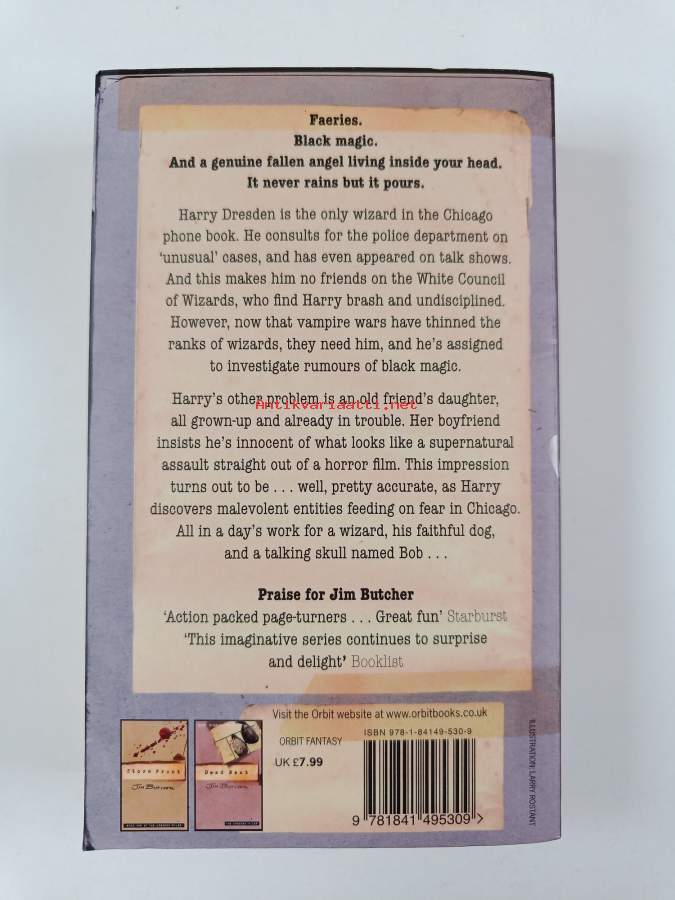 Faeries.
Black magic.
And a genuine fallen angel living inside your head.
It never rains but it pours.
Harry Dresden is the only wizard in the Chicago
phone book. He consults for the police department on
‘unusual’ cases, and has even appeared on talk shows.
And this makes him no friends on the White Council
of Wizards, who find Harry brash and undisciplined.
However, now that vampire wars have thinned the
ranks of wizards, they need him, and he’s assigned
to investigate rumours of black magic.
Harry’s other problem is an old friend’s daughter,
Antikvariaatti.net
all grown-up and already in trouble. Her boyfriend
insists he’s innocent of what looks like a supernatural
assault straight out of a horror film. This impression
turns out to be . . . well, pretty accurate, as Harry
discovers malevolent entities feeding on fear in Chicago.
All in a day’s work for a wizard, his faithful dog,
and a talking skull named Bob . . .
Praise for Jim Butcher
‘Action packed page-turners . . . Great fun’ Starburst
‘This imaginative series continues to surprise
and delight’ Booklist
Visit the Orbit website at www.orbitbooks.co.uk
ORBIT FANTASY
UK £7.99
ISBN 978-1-84149-530-9
9 781841 495309 >
Storm Front
Jim Butcher
Dead Beat
Jim Butcher
ILLUSTRATION: LARRY ROSTANT